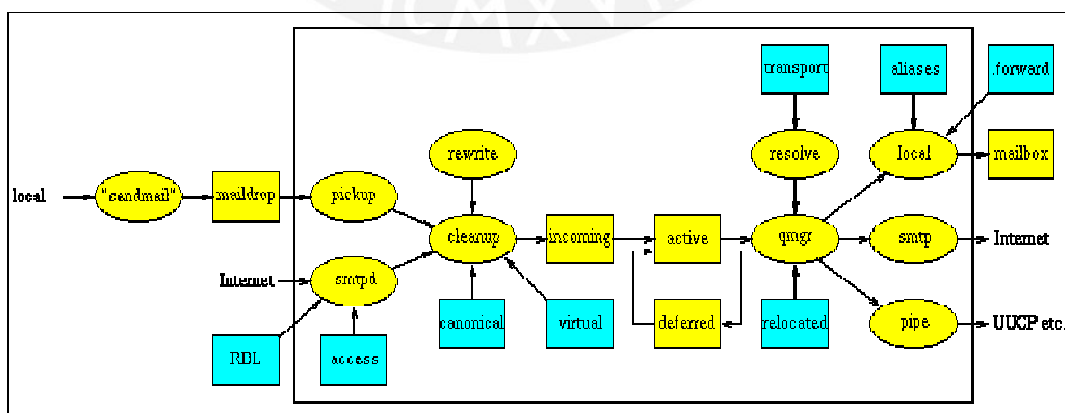 CMXVI
transport
aliases
.forward
rewrite
resolve
local
mailbox
local
"sendmail"
maildrop
pickup
cleanup
incoming
active
qmgr
smtp
Internet
Internet
smtpd
canonical
virtual
deferred
relocated
pipe
UUCP etc.
RBL
access